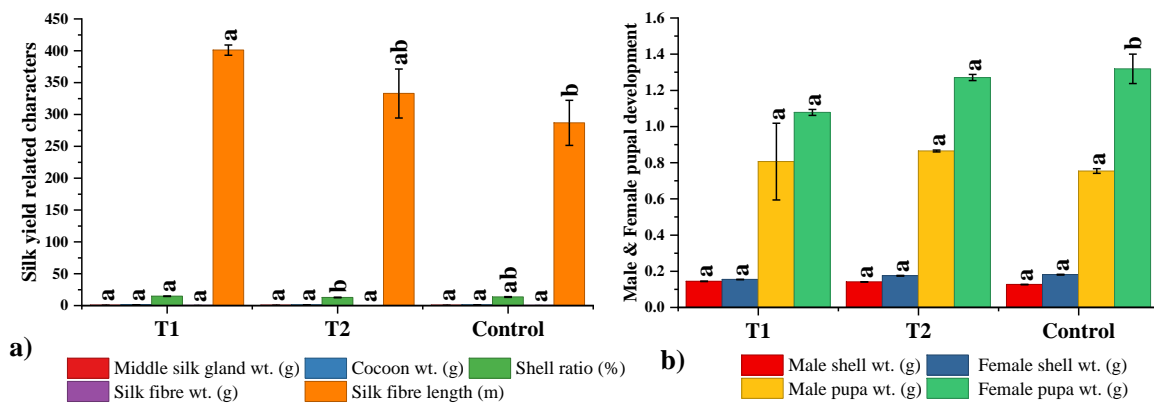 a)
Silk yield related characters
450
400
350
300
250
200
150
100
50
0
a a a a a
a a b a ab
a a ab a b
T1 T2 Control
Middle silk gland wt. (g) Cocoon wt. (g) Shell ratio (%)
Silk fibre wt. (g) Silk fibre length (m)
b)
Male & Female pupal development
1.6
1.4
1.2
1.0
0.8
0.6
0.4
0.2
0.0
a a a a
a a a a
a a a b
T1 T2 Control
Male shell wt. (g) Female shell wt. (g)
Male pupa wt. (g) Female pupa wt. (g)